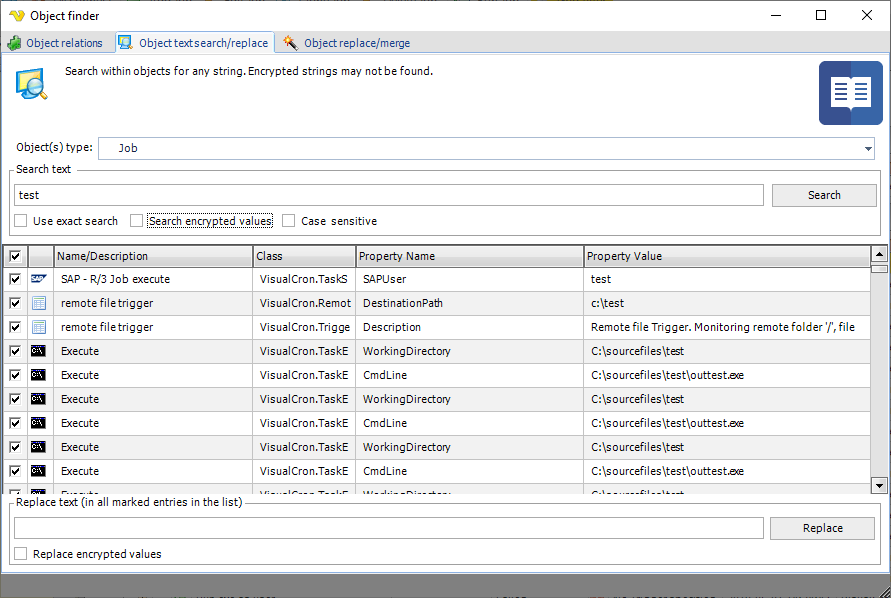 Object finder
Object relations
Object text search/replace
Object replace/merge
Search within objects for any string. Encrypted strings may not be found.
Object(s) type:
Job
Search text
test
Search
Use exact search
Search encrypted values
Case sensitive
Name/Description Class Property Name Property Value
SAP SAP - R/3 Job execute VisualCron.TaskS SAPUser test
remote file trigger VisualCron.Remot DestinationPath c:\test
remote file trigger VisualCron.Trigge Description Remote file Trigger. Monitoring remote folder '/', file
Execute VisualCron.TaskE WorkingDirectory C:\sourcefiles\test
Execute VisualCron.TaskE CmdLine C:\sourcefiles\test\outtest.exe
Execute VisualCron.TaskE WorkingDirectory C:\sourcefiles\test
Execute VisualCron.TaskE CmdLine C:\sourcefiles\test\outtest.exe
Execute VisualCron.TaskE WorkingDirectory C:\sourcefiles\test
Execute VisualCron.TaskE CmdLine C:\sourcefiles\test\outtest.exe
Execute VisualCron.TaskE WorkingDirectory C:\sourcefiles\test
Replace text (in all marked entries in the list)
Replace
Replace encrypted values